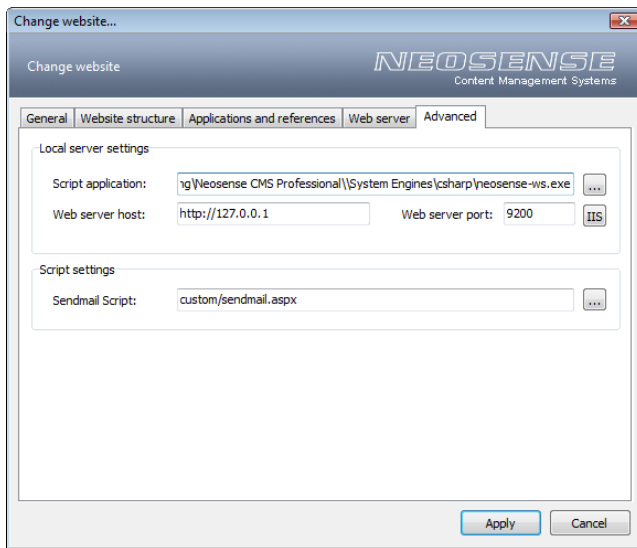 Change website...
Change website
NEOSENSE
Content Management Systems
General Website structure Applications and references Web server Advanced
Local server settings
Script application: ng\Neosense CMS Professional\\System Engines\csharp\neosense-ws.exe ...
Web server host: http://127.0.0.1 Web server port: 9200 IIS
Script settings
Sendmail Script: custom/sendmail.aspx ...
Apply Cancel